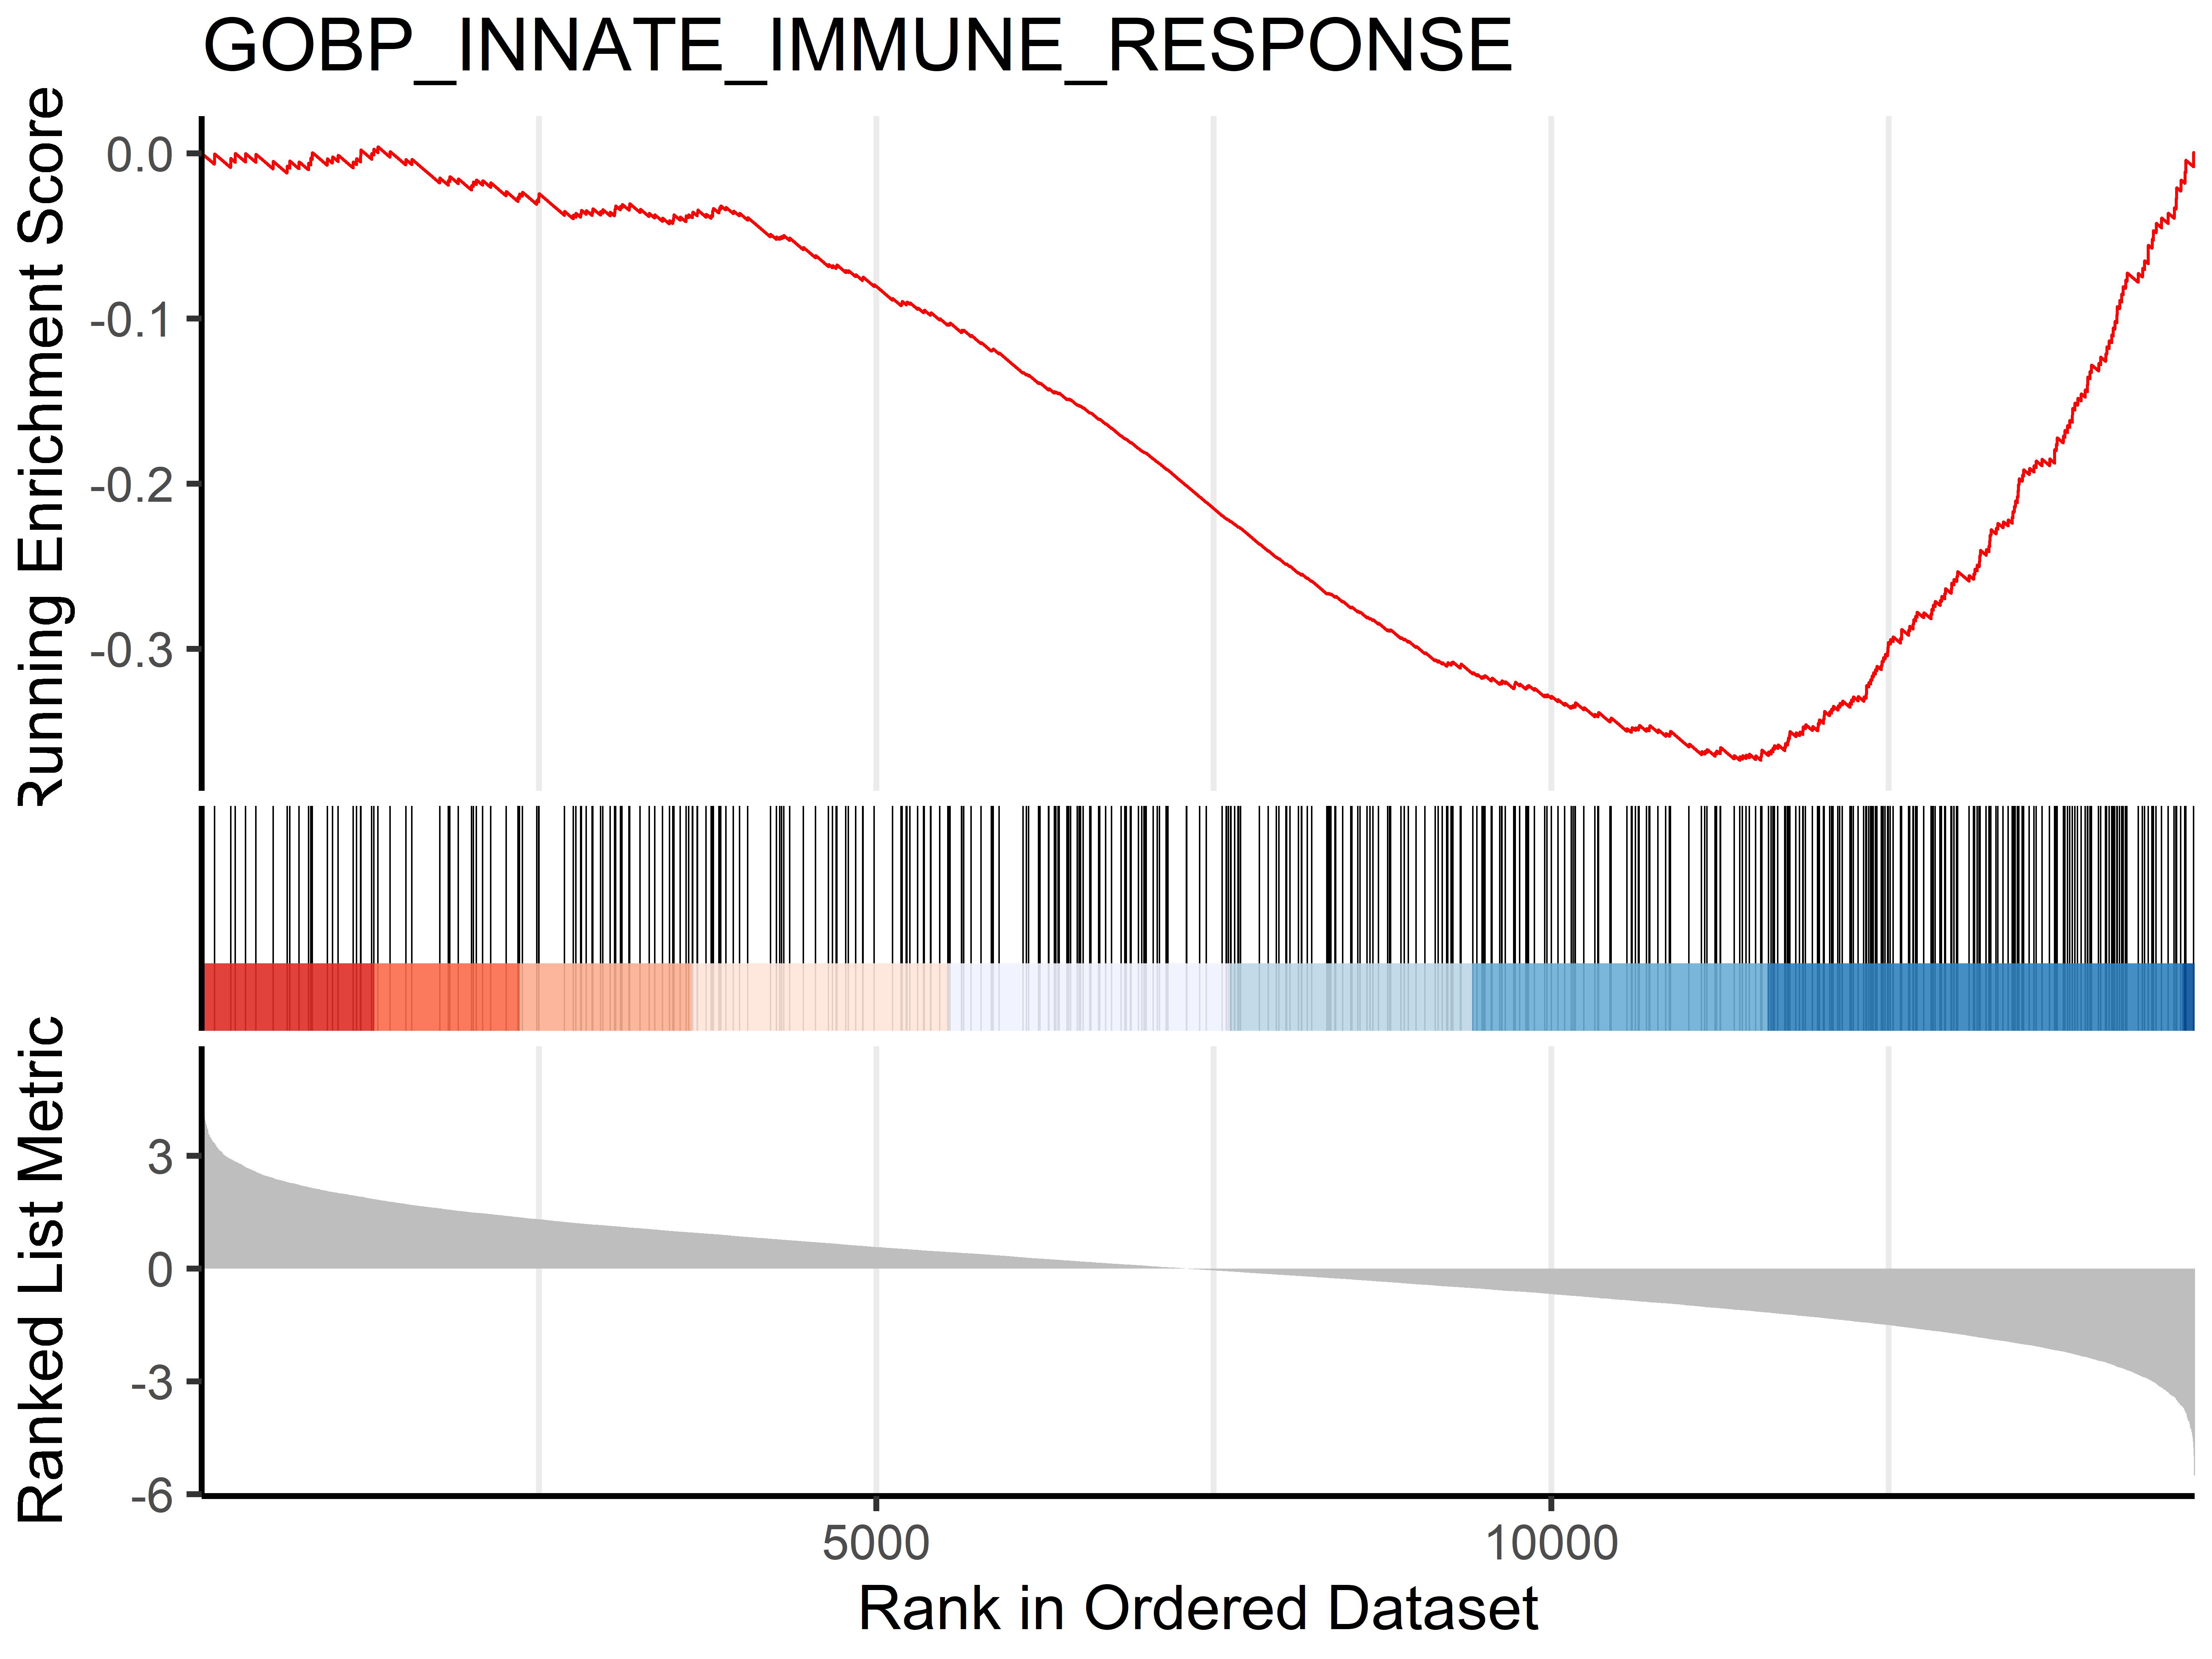 GOBP_INNATE_IMMUNE_RESPONSE
Running Enrichment Score
0.0
-0.1
-0.2
-0.3
Ranked List Metric
3
0
-3
-6
5000
10000
Rank in Ordered Dataset